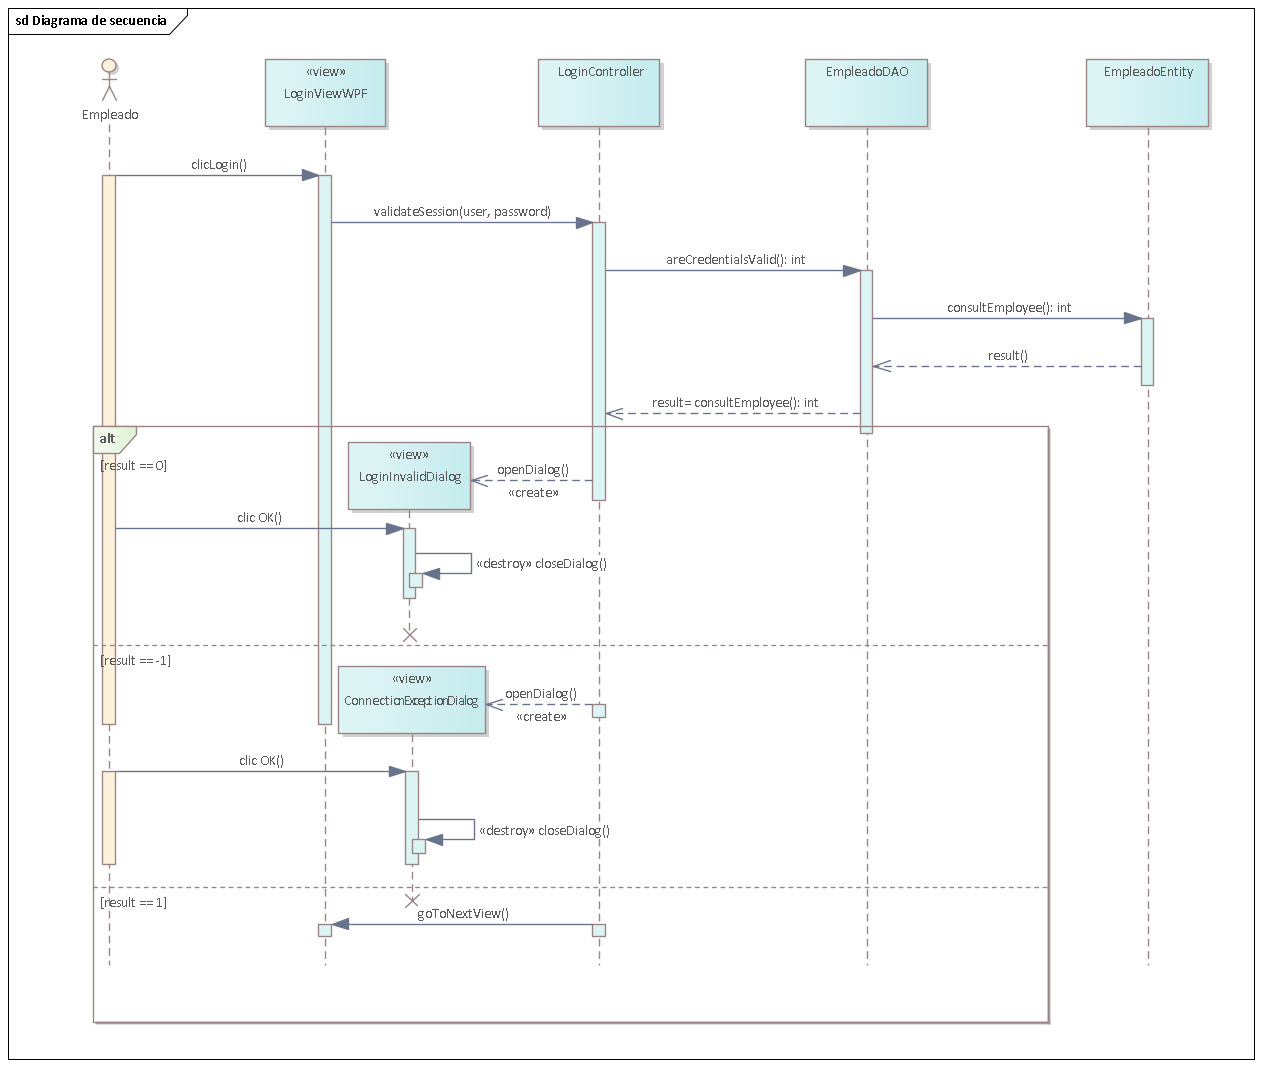 sd Diagrama de secuencia
Empleado
«view»
LoginViewWPF
LoginController
EmpleadoDAO
EmpleadoEntity
clicLogin()
validateSession(user, password)
areCredentialsValid(): int
consultEmployee(): int
result()
result= consultEmployee(): int
alt
[result == 0]
«view»
LoginInvalidDialog
openDialog()
«create»
clic OK()
«destroy» closeDialog()
[result == -1]
«view»
ConnectionExceptionDialog
openDialog()
«create»
clic OK()
«destroy» closeDialog()
[result == 1]
goToNextView()